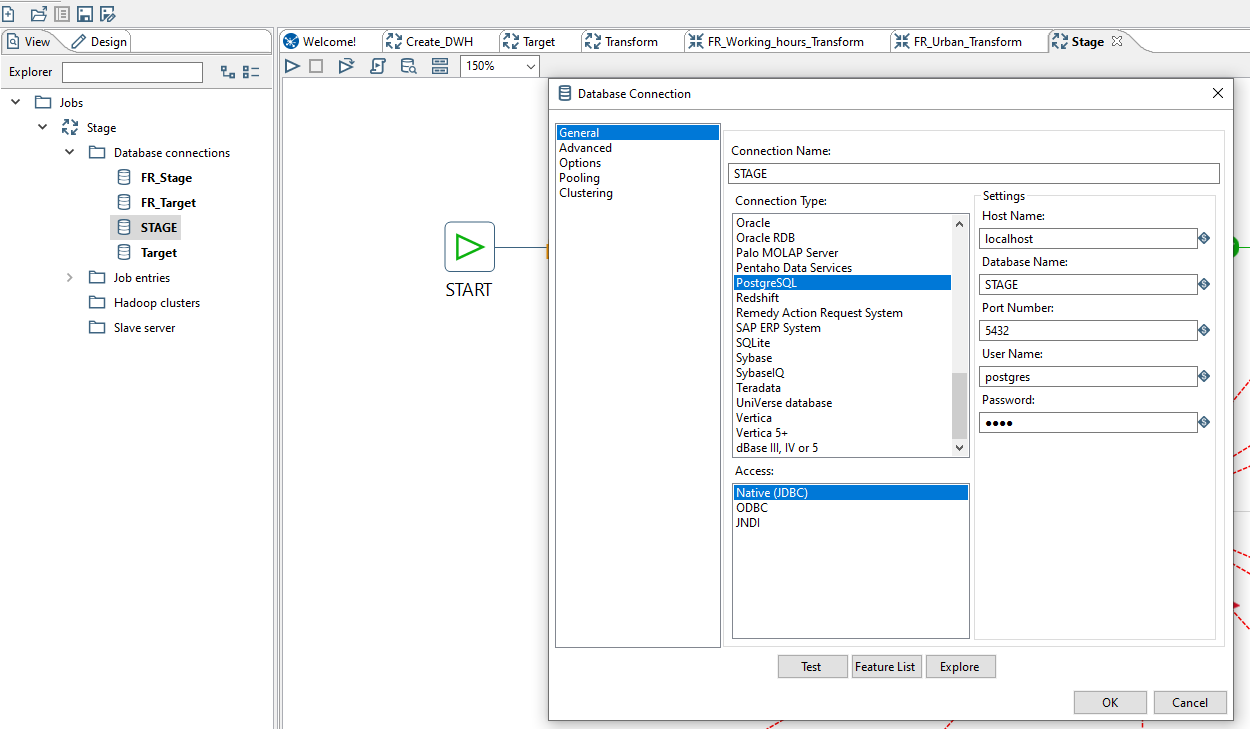 View
Design
Welcome!
Create_DWH
Target
Transform
FR_Working_hours_Transform
FR_Urban_Transform
Stage
Explorer
150%
Jobs
Stage
Database connections
FR_Stage
FR_Target
STAGE
Target
Job entries
Hadoop clusters
Slave server
START
Database Connection
General
Advanced
Options
Pooling
Clustering
Connection Name:
STAGE
Connection Type:
Oracle
Oracle RDB
Palo MOLAP Server
Pentaho Data Services
PostgreSQL
Redshift
Remedy Action Request System
SAP ERP System
SQLite
Sybase
SybaseIQ
Teradata
UniVerse database
Vertica
Vertica 5+
dBase III, IV or 5
Access:
Native (JDBC)
ODBC
JNDI
Settings
Host Name:
localhost
Database Name:
STAGE
Port Number:
5432
User Name:
postgres
Password:
●●●●
Test
Feature List
Explore
OK
Cancel